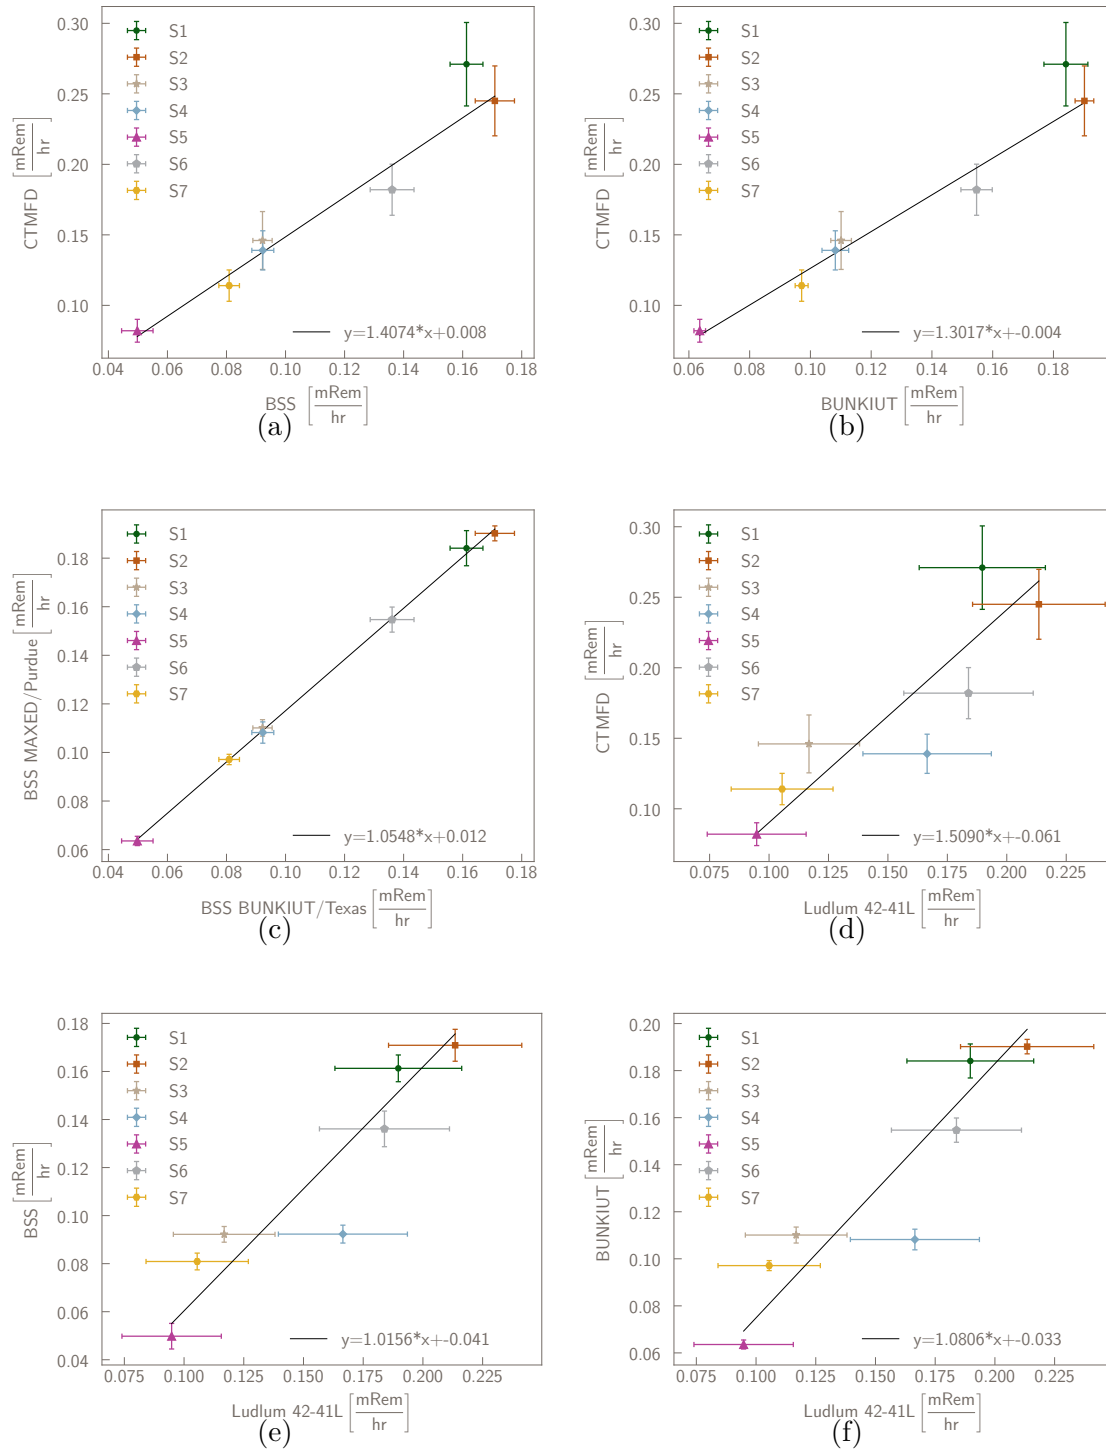 0.30
0.25
0.20
0.15
0.10
CTMFD [mRem/hr]
S1
S2
S3
S4
S5
S6
S7
y=1.4074*x+0.008
0.04 0.06 0.08 0.10 0.12 0.14 0.16 0.18
BSS [mRem/hr]
(a)
0.30
0.25
0.20
0.15
0.10
CTMFD [mRem/hr]
S1
S2
S3
S4
S5
S6
S7
y=1.3017*x+-0.004
0.06 0.08 0.10 0.12 0.14 0.16 0.18
BUNKIUT [mRem/hr]
(b)
0.18
0.16
0.14
0.12
0.10
0.08
0.06
BSS MAXED/Purdue [mRem/hr]
S1
S2
S3
S4
S5
S6
S7
y=1.0548*x+0.012
0.04 0.06 0.08 0.10 0.12 0.14 0.16 0.18
BSS BUNKIUT/Texas [mRem/hr]
(c)
0.30
0.25
0.20
0.15
0.10
CTMFD [mRem/hr]
S1
S2
S3
S4
S5
S6
S7
y=1.5090*x+-0.061
0.075 0.100 0.125 0.150 0.175 0.200 0.225
Ludlum 42-41L [mRem/hr]
(d)
0.18
0.16
0.14
0.12
0.10
0.08
0.06
0.04
BSS [mRem/hr]
S1
S2
S3
S4
S5
S6
S7
y=1.0156*x+-0.041
0.075 0.100 0.125 0.150 0.175 0.200 0.225
Ludlum 42-41L [mRem/hr]
(e)
0.20
0.18
0.16
0.14
0.12
0.10
0.08
0.06
BUNKIUT [mRem/hr]
S1
S2
S3
S4
S5
S6
S7
y=1.0806*x+-0.033
0.075 0.100 0.125 0.150 0.175 0.200 0.225
Ludlum 42-41L [mRem/hr]
(f)